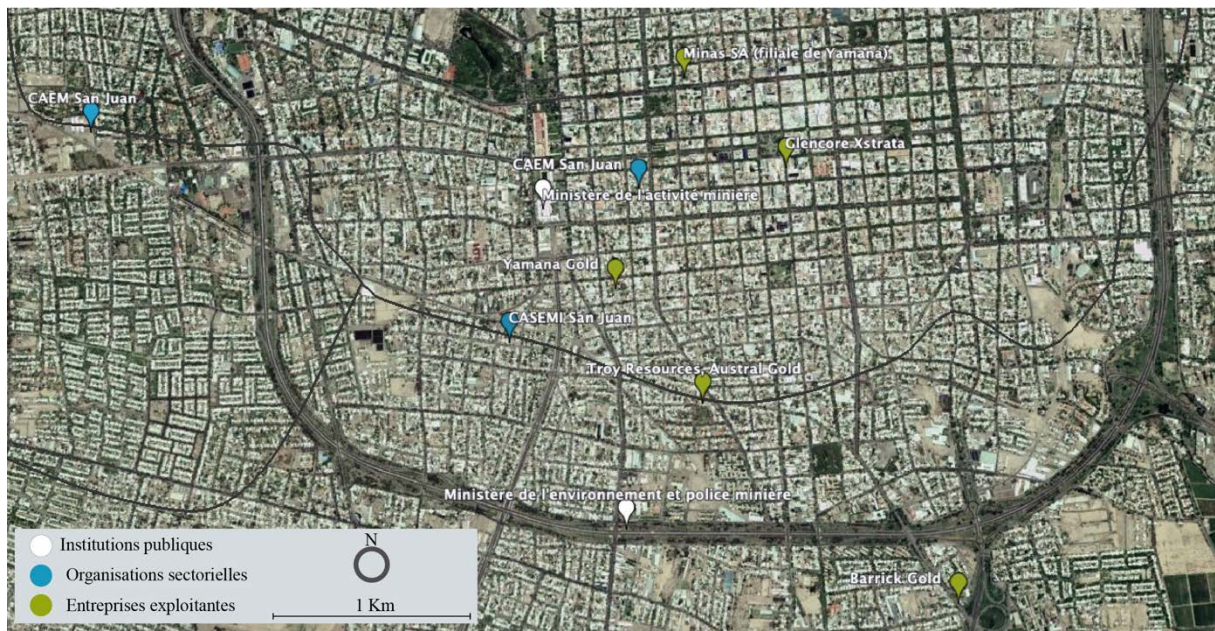 Minas SA (filiale de Yamana)
CAEM San Juan
Glencore Xstrata
CAEM San Juan
Ministère de l'activité minière
Yamana Gold
CASEMI San Juan
Troy Resources, Austral Gold
Ministère de l'environnement et police minière
Barrick Gold
Institutions publiques
N
Organisations sectorielles
Entreprises exploitantes
1 Km